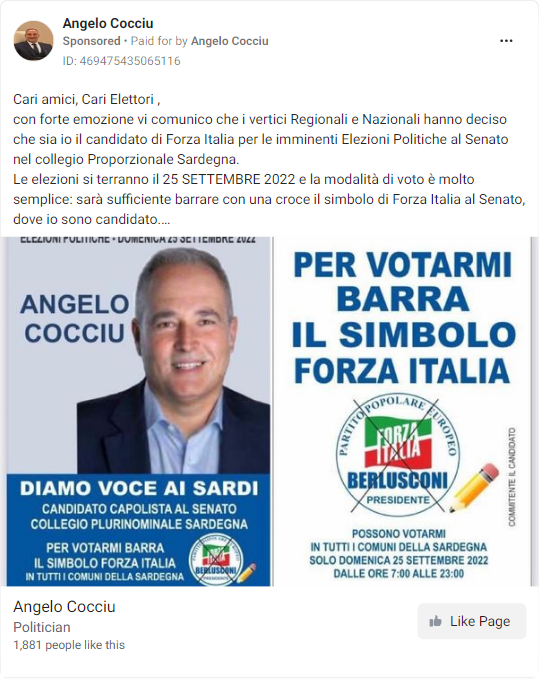 Angelo Cocciu
Sponsored • Paid for by Angelo Cocciu
ID: 469475435065116
Cari amici, Cari Elettori ,
con forte emozione vi comunico che i vertici Regionali e Nazionali hanno deciso
che sia io il candidato di Forza Italia per le imminenti Elezioni Politiche al Senato
nel collegio Proporzionale Sardegna.
Le elezioni si terranno il 25 SETTEMBRE 2022 e la modalità di voto è molto
semplice: sarà sufficiente barrare con una croce il simbolo di Forza Italia al Senato,
dove io sono candidato....
ELEZIONI POLITICHE - DOMENICA 25 SETTEMBRE 2022
ANGELO
COCCIU
DIAMO VOCE AI SARDI
CANDIDATO CAPOLISTA AL SENATO
COLLEGIO PLURINOMINALE SARDEGNA
PER VOTARMI BARRA
IL SIMBOLO FORZA ITALIA
IN TUTTI I COMUNI DELLA SARDEGNA
FORZA
ITALIA
BERLUSCONI
PER VOTARMI
BARRA
IL SIMBOLO
FORZA ITALIA
PARTITO POPOLARE EUROPEO
FORZA
ITALIA
BERLUSCONI
PRESIDENTE
COMMITENTE IL CANDIDATO
POSSONO VOTARMI
IN TUTTI I COMUNI DELLA SARDEGNA
SOLO DOMENICA 25 SETTEMBRE 2022
DALLE ORE 7:00 ALLE 23:00
Angelo Cocciu
Politician
1,881 people like this
Like Page